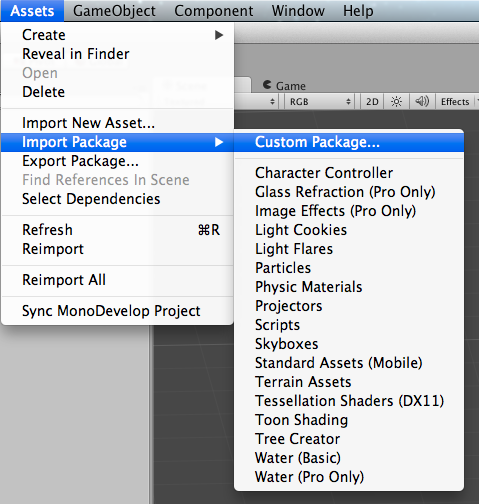 Assets GameObject Component Window Help
Create
Reveal in Finder
Open
Delete
Import New Asset...
Import Package
Export Package...
Find References In Scene
Select Dependencies
Refresh ⌘R
Reimport
Reimport All
Sync MonoDevelop Project
Game
RGB 2D Effects
Custom Package...
Character Controller
Glass Refraction (Pro Only)
Image Effects (Pro Only)
Light Cookies
Light Flares
Particles
Physic Materials
Projectors
Scripts
Skyboxes
Standard Assets (Mobile)
Terrain Assets
Tessellation Shaders (DX11)
Toon Shading
Tree Creator
Water (Basic)
Water (Pro Only)